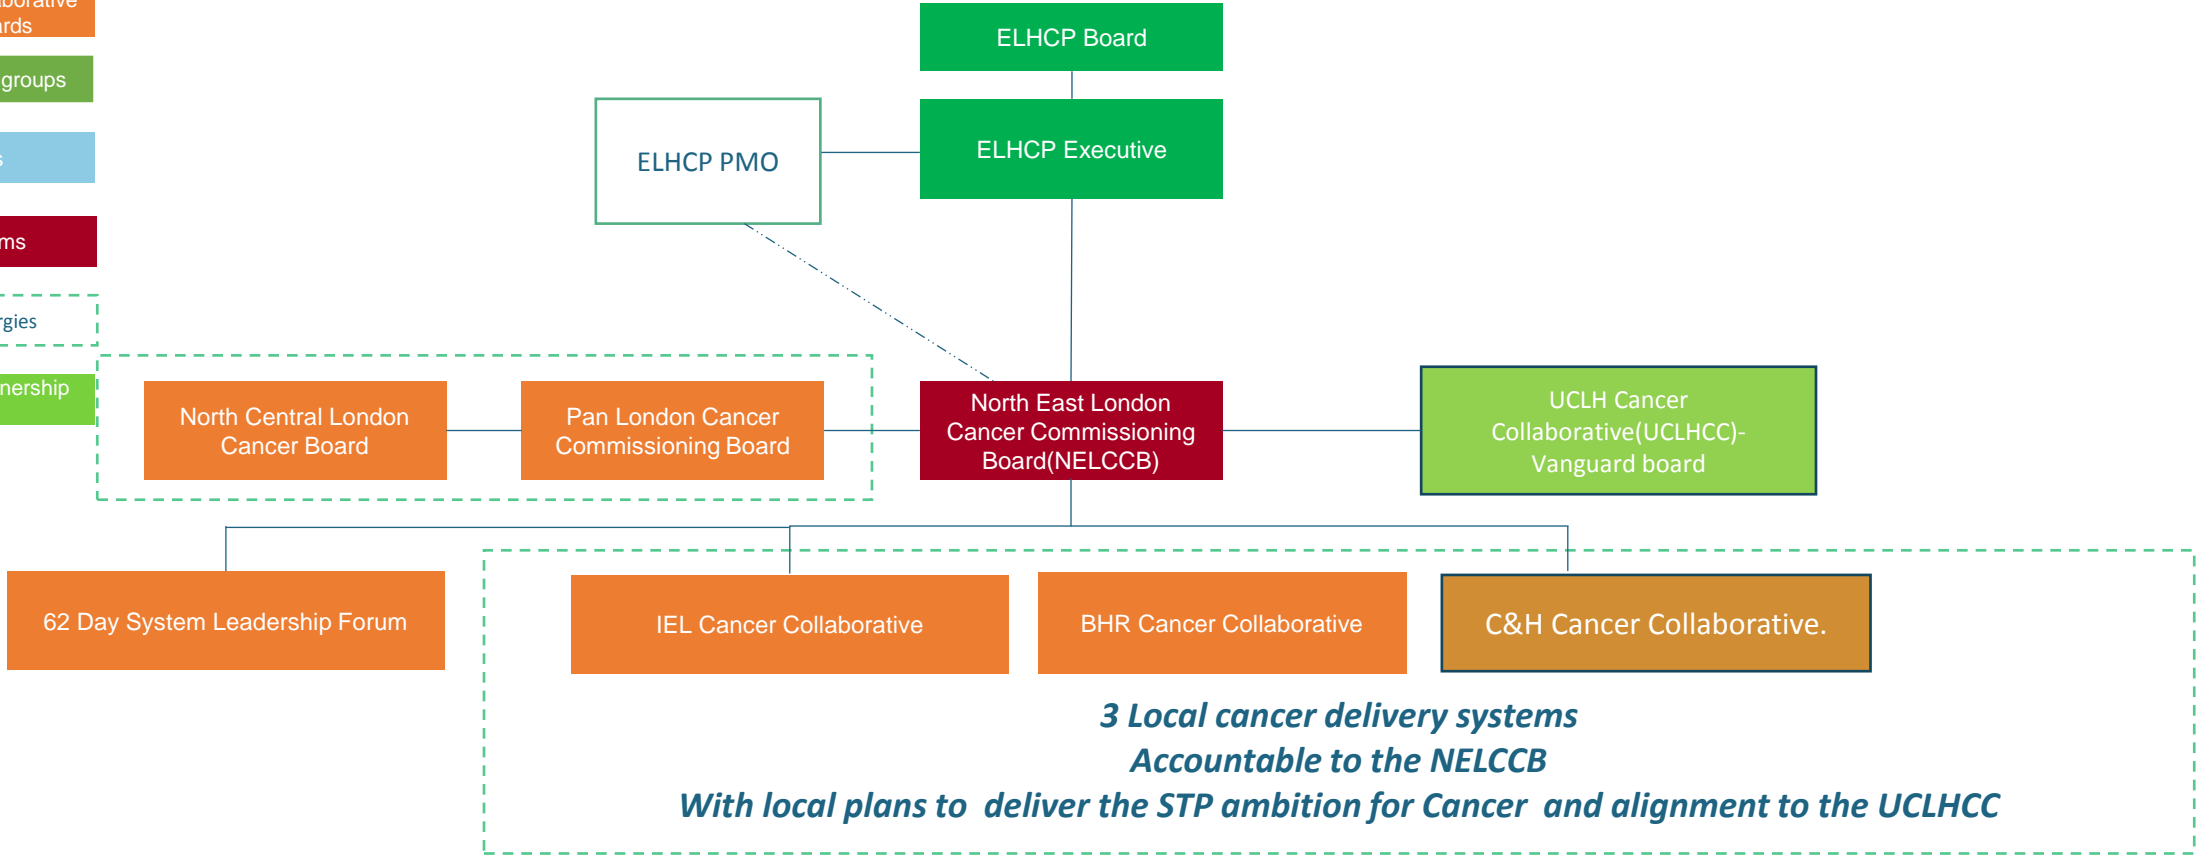 ELHCP Board
groups
ELHCP PMO
ELHCP Executive
North Central London
Cancer Board
Pan London Cancer
Commissioning Board
North East London
Cancer Commissioning
Board(NELCCB)
UCLH Cancer
Collaborative(UCLHCC)-
Vanguard board
62 Day System Leadership Forum
IEL Cancer Collaborative
BHR Cancer Collaborative
C&H Cancer Collaborative.
3 Local cancer delivery systems
Accountable to the NELCCB
With local plans to deliver the STP ambition for Cancer and alignment to the UCLHCC